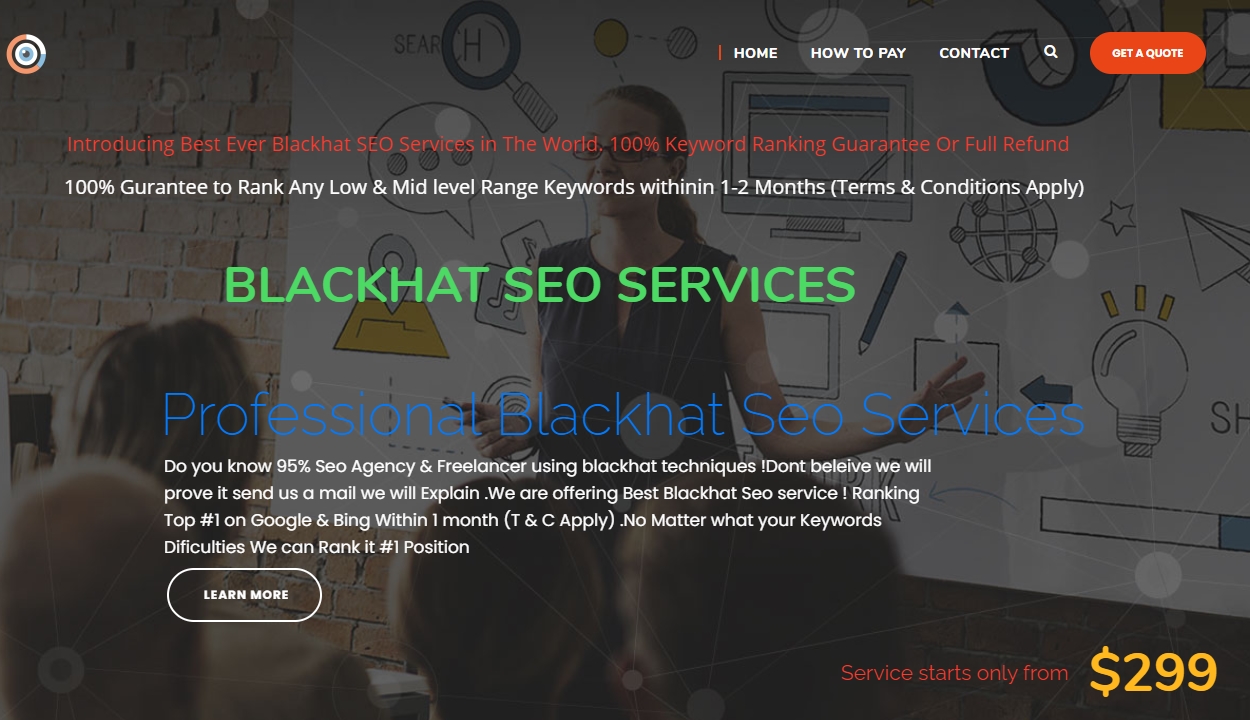 SEARCH
HOME HOW TO PAY CONTACT GET A QUOTE
Introducing Best Ever Blackhat SEO Services in The World. 100% Keyword Ranking Guarantee Or Full Refund
100% Gurantee to Rank Any Low & Mid level Range Keywords withinin 1-2 Months (Terms & Conditions Apply)
BLACKHAT SEO SERVICES
Professional Blackhat Seo Services
Do you know 95% Seo Agency & Freelancer using blackhat techniques !Dont beleive we will
prove it send us a mail we will Explain .We are offering Best Blackhat Seo service ! Ranking
Top #1 on Google & Bing Within 1 month (T & C Apply) .No Matter what your Keywords
Dificulties We can Rank it #1 Position
LEARN MORE
Service starts only from $299